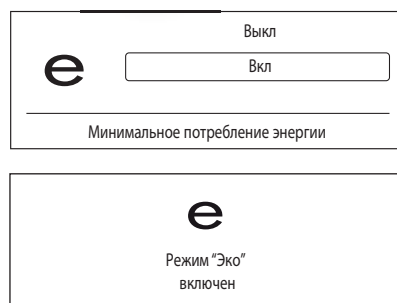 Выкл
e
Вкл
Минимальное потребление энергии
e
Режим “Эко”
включен